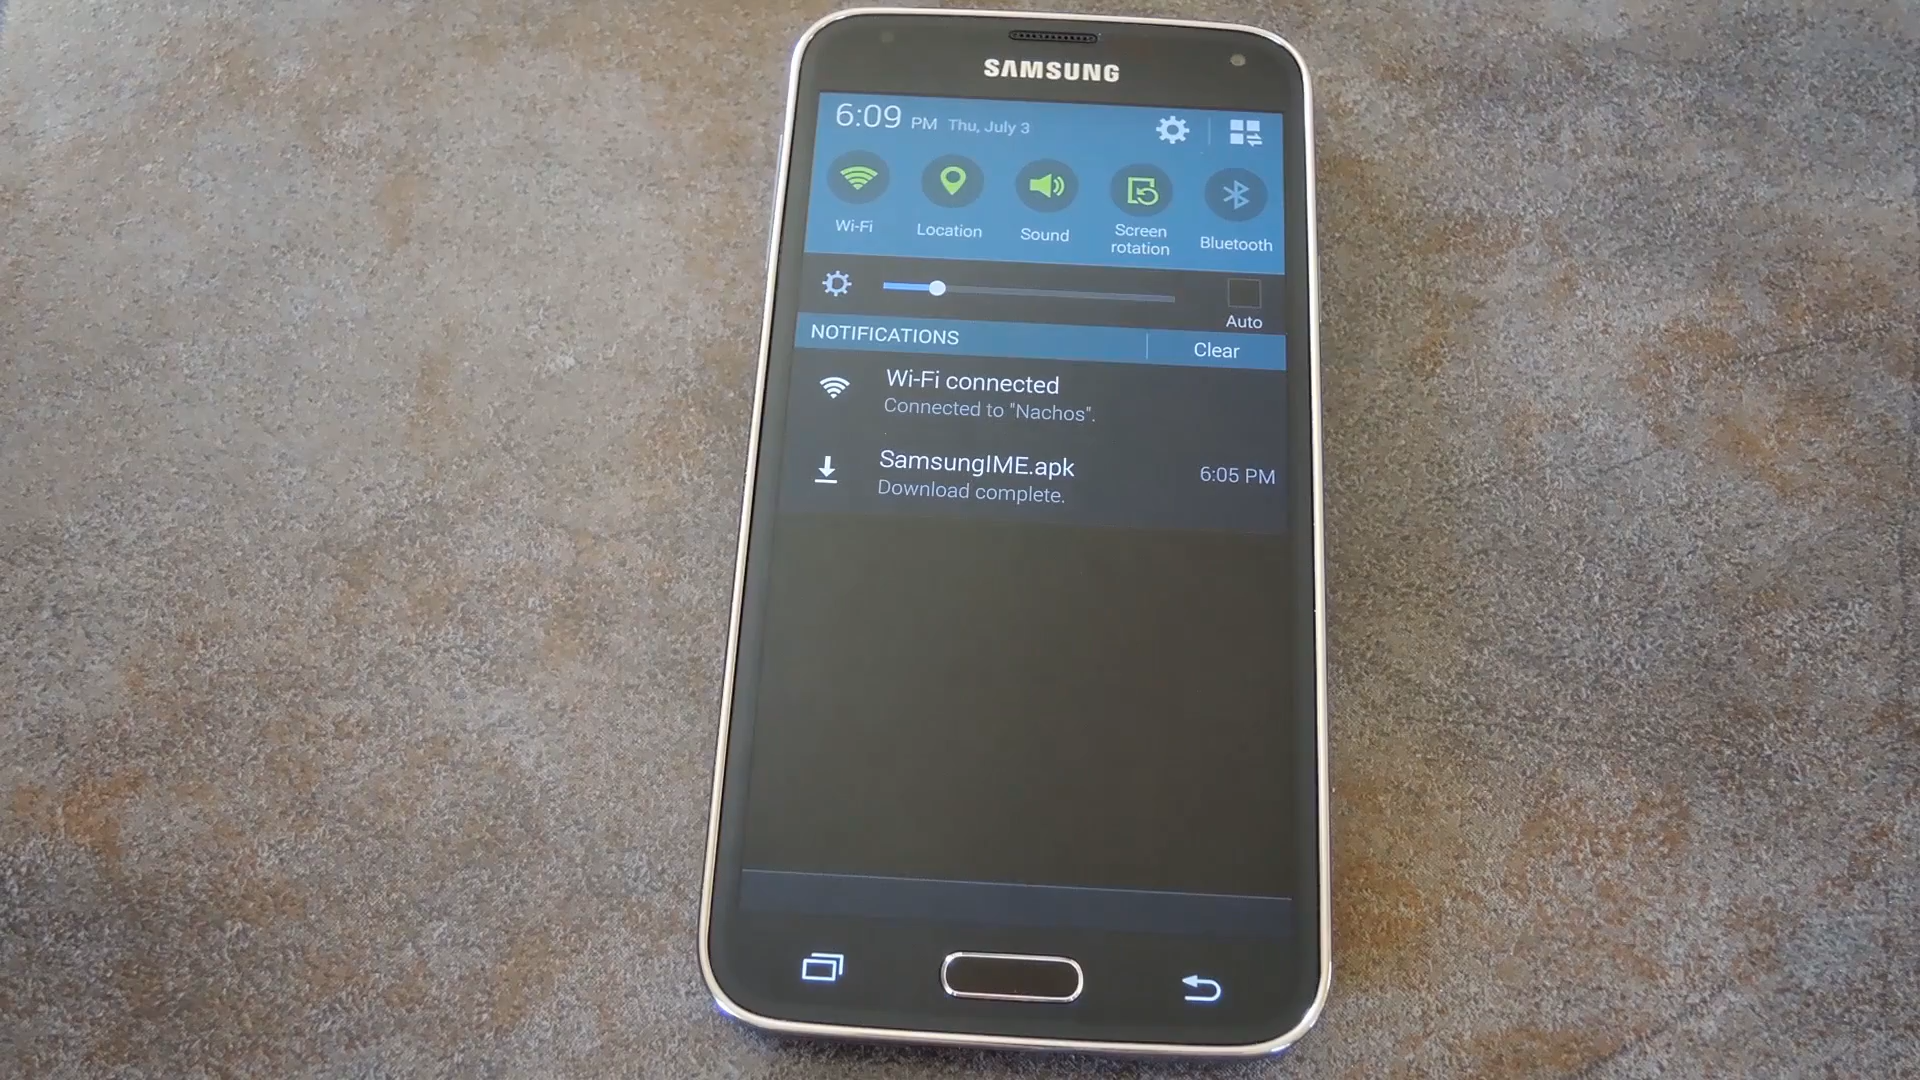 SAMSUNG
6:09 PM Thu, July 3
Wi-Fi
Location
Sound
Screen
rotation
Bluetooth
Auto
NOTIFICATIONS
Clear
Wi-Fi connected
Connected to "Nachos".
SamsungIME.apk
6:05 PM
Download complete.